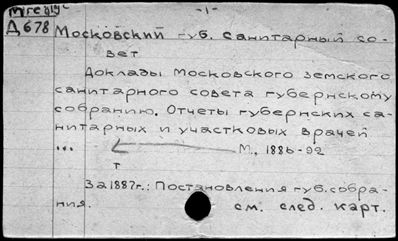 -1-
Д678
Московский губ. санитарный со-
вет
Доклады Московского земского
санитарного совета губернскому
собранию. Отчеты губернских са-
нитарных и участковых врачей
...
М., 1886-92
т
За 1887г.: Постановления губ. собра-
ния.
см. след. карт.